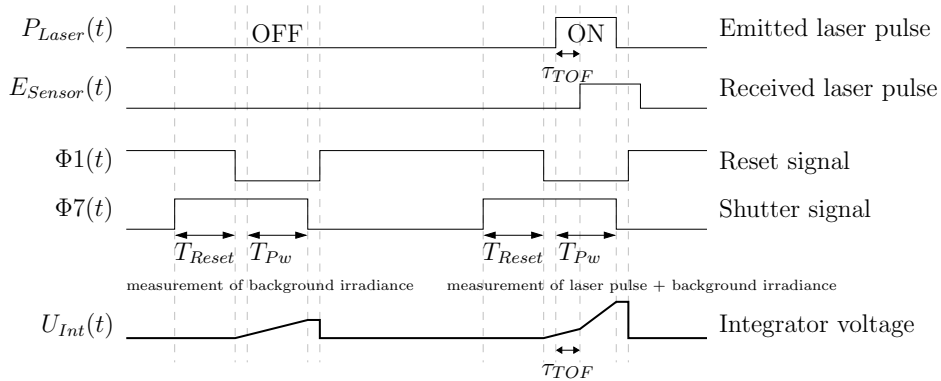 P_Laser(t) OFF ON Emitted laser pulse
τ_TOF
E_Sensor(t) Received laser pulse
Φ1(t) Reset signal
Φ7(t) Shutter signal
T_Reset T_Pw T_Reset T_Pw
measurement of background irradiance measurement of laser pulse + background irradiance
U_Int(t) Integrator voltage
τ_TOF